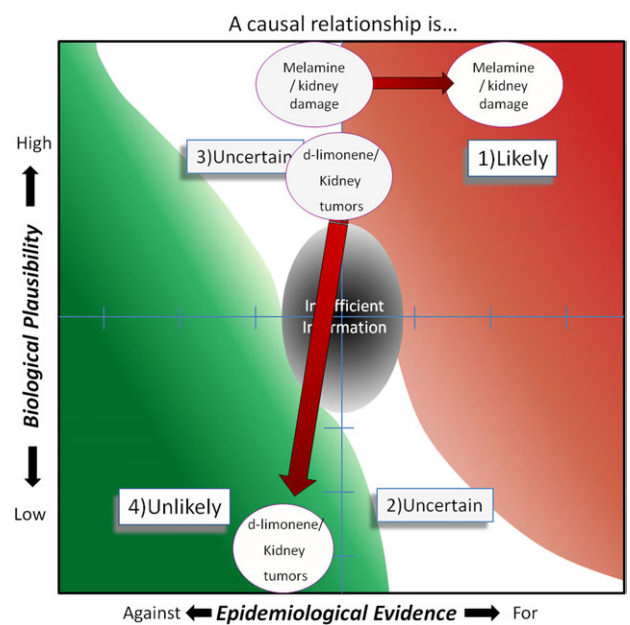 A causal relationship is...
Melamine
/ kidney
damage
Melamine
/ kidney
damage
High
3)Uncertain
d-limonene/
Kidney
tumors
1)Likely
Biological Plausibility
Insufficient
Information
Low
4)Unlikely
2)Uncertain
d-limonene/
Kidney
tumors
Against
Epidemiological Evidence
For